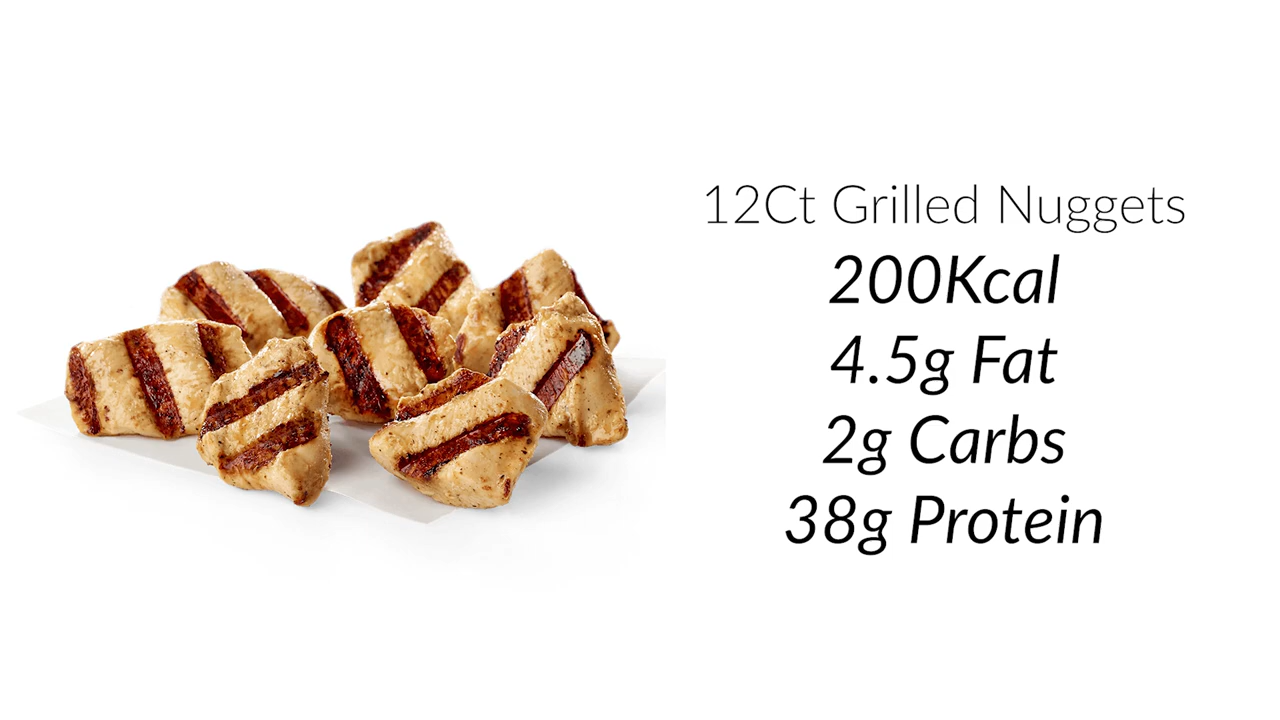 12Ct Grilled Nuggets
200Kcal
4.5g Fat
2g Carbs
38g Protein